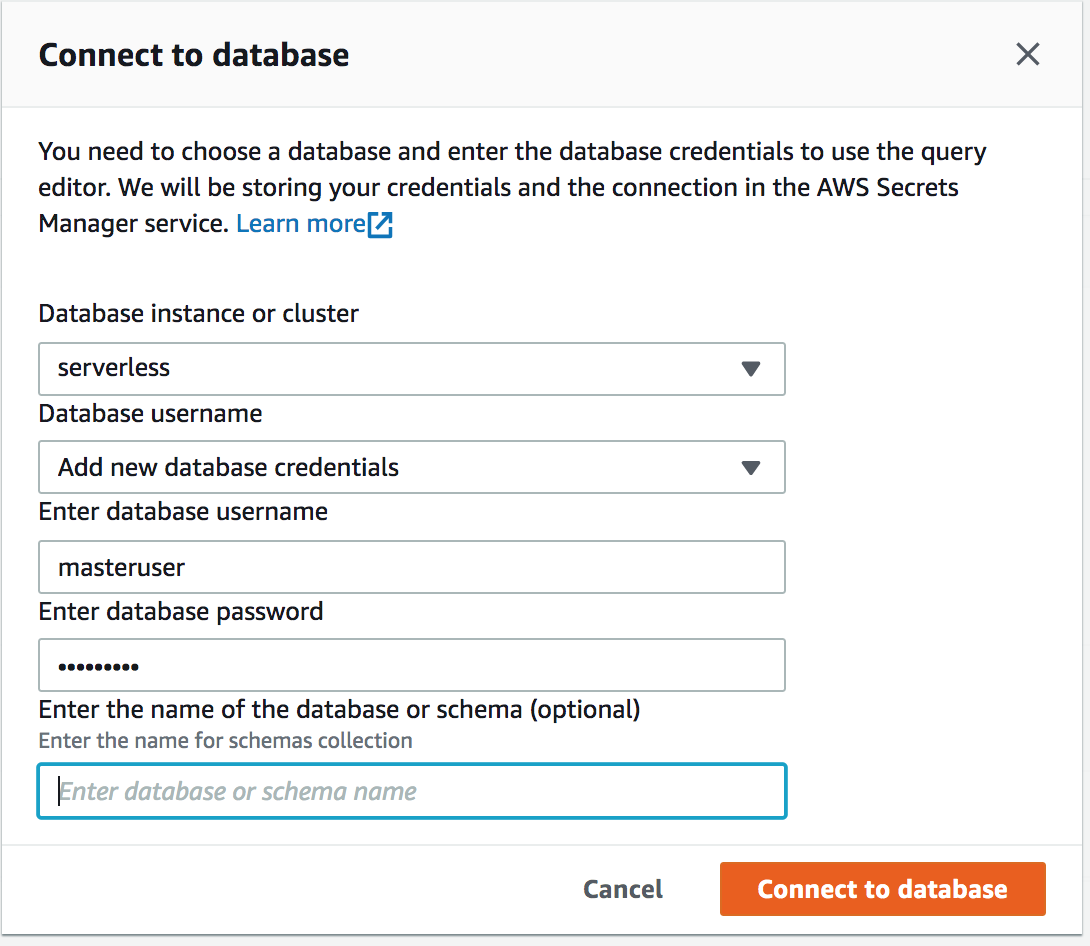 Connect to database
You need to choose a database and enter the database credentials to use the query
editor. We will be storing your credentials and the connection in the AWS Secrets
Manager service. Learn more
Database instance or cluster
serverless
Database username
Add new database credentials
Enter database username
masteruser
Enter database password
•••••••••
Enter the name of the database or schema (optional)
Enter the name for schemas collection
Enter database or schema name
Cancel
Connect to database